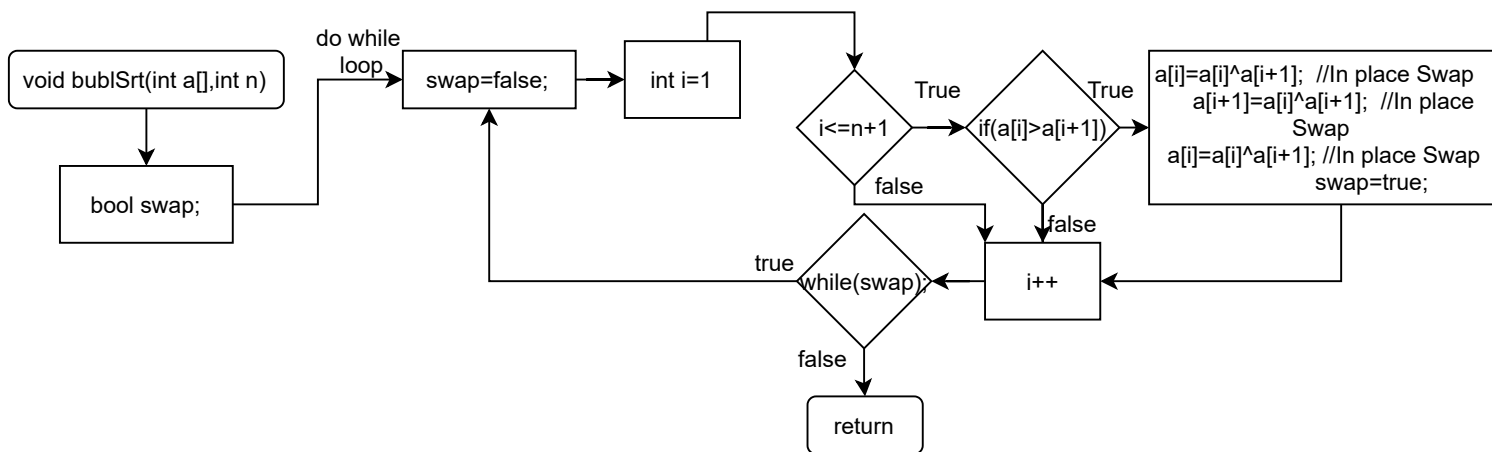 void bublSrt(int a[],int n)
bool swap;
do while
loop
swap=false;
int i=1
i<=n+1
True
if(a[i]>a[i+1])
True
a[i]=a[i]^a[i+1];  //In place Swap
a[i+1]=a[i]^a[i+1];  //In place
Swap
a[i]=a[i]^a[i+1]; //In place Swap
swap=true;
false
false
i++
while(swap);
true
false
return